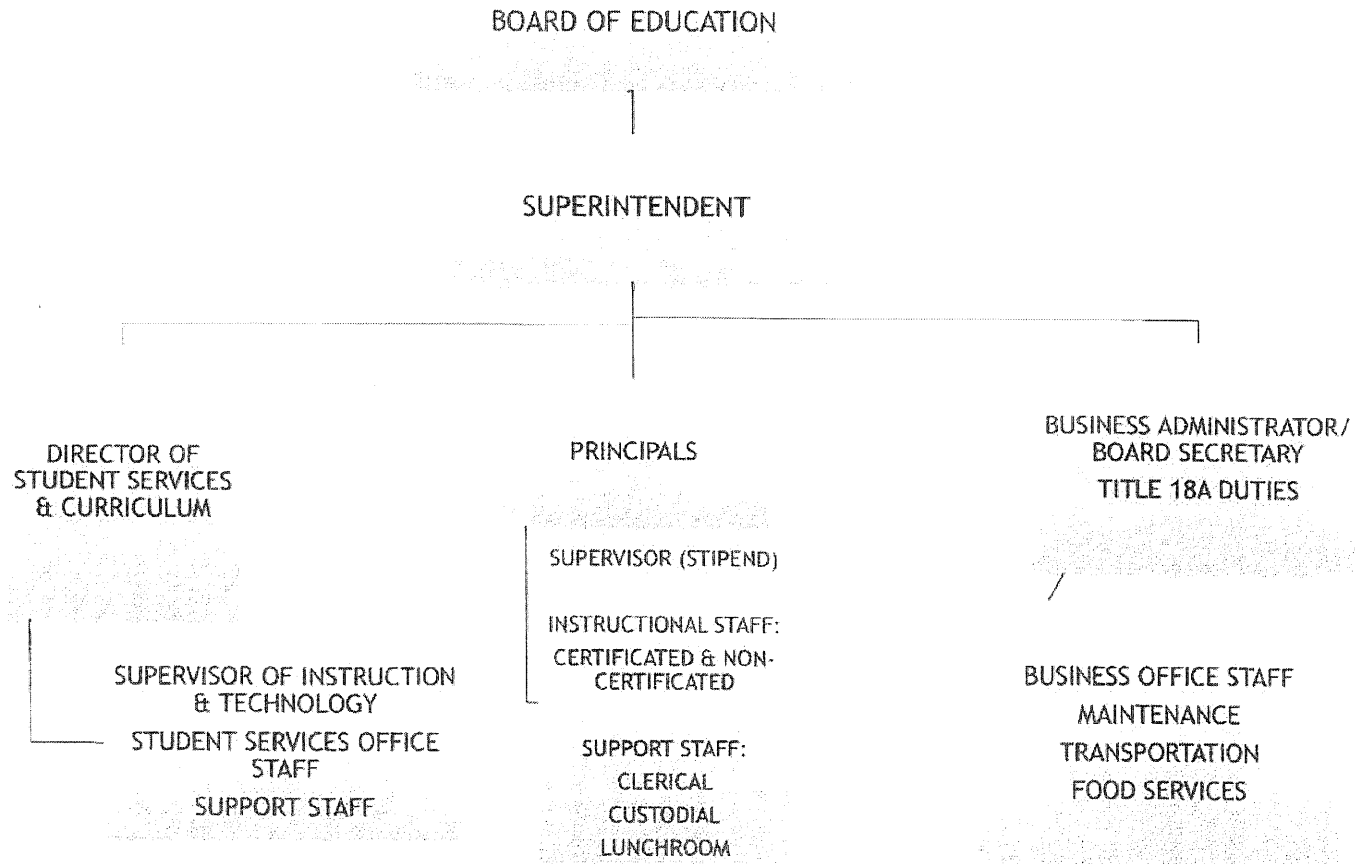 BOARD OF EDUCATION
SUPERINTENDENT
DIRECTOR OF
STUDENT SERVICES
& CURRICULUM
SUPERVISOR OF INSTRUCTION
& TECHNOLOGY
STUDENT SERVICES OFFICE
STAFF
SUPPORT STAFF
PRINCIPALS
SUPERVISOR (STIPEND)
INSTRUCTIONAL STAFF:
CERTIFICATED & NON-
CERTIFICATED
SUPPORT STAFF:
CLERICAL
CUSTODIAL
LUNCHROOM
BUSINESS ADMINISTRATOR/
BOARD SECRETARY
TITLE 18A DUTIES
BUSINESS OFFICE STAFF
MAINTENANCE
TRANSPORTATION
FOOD SERVICES